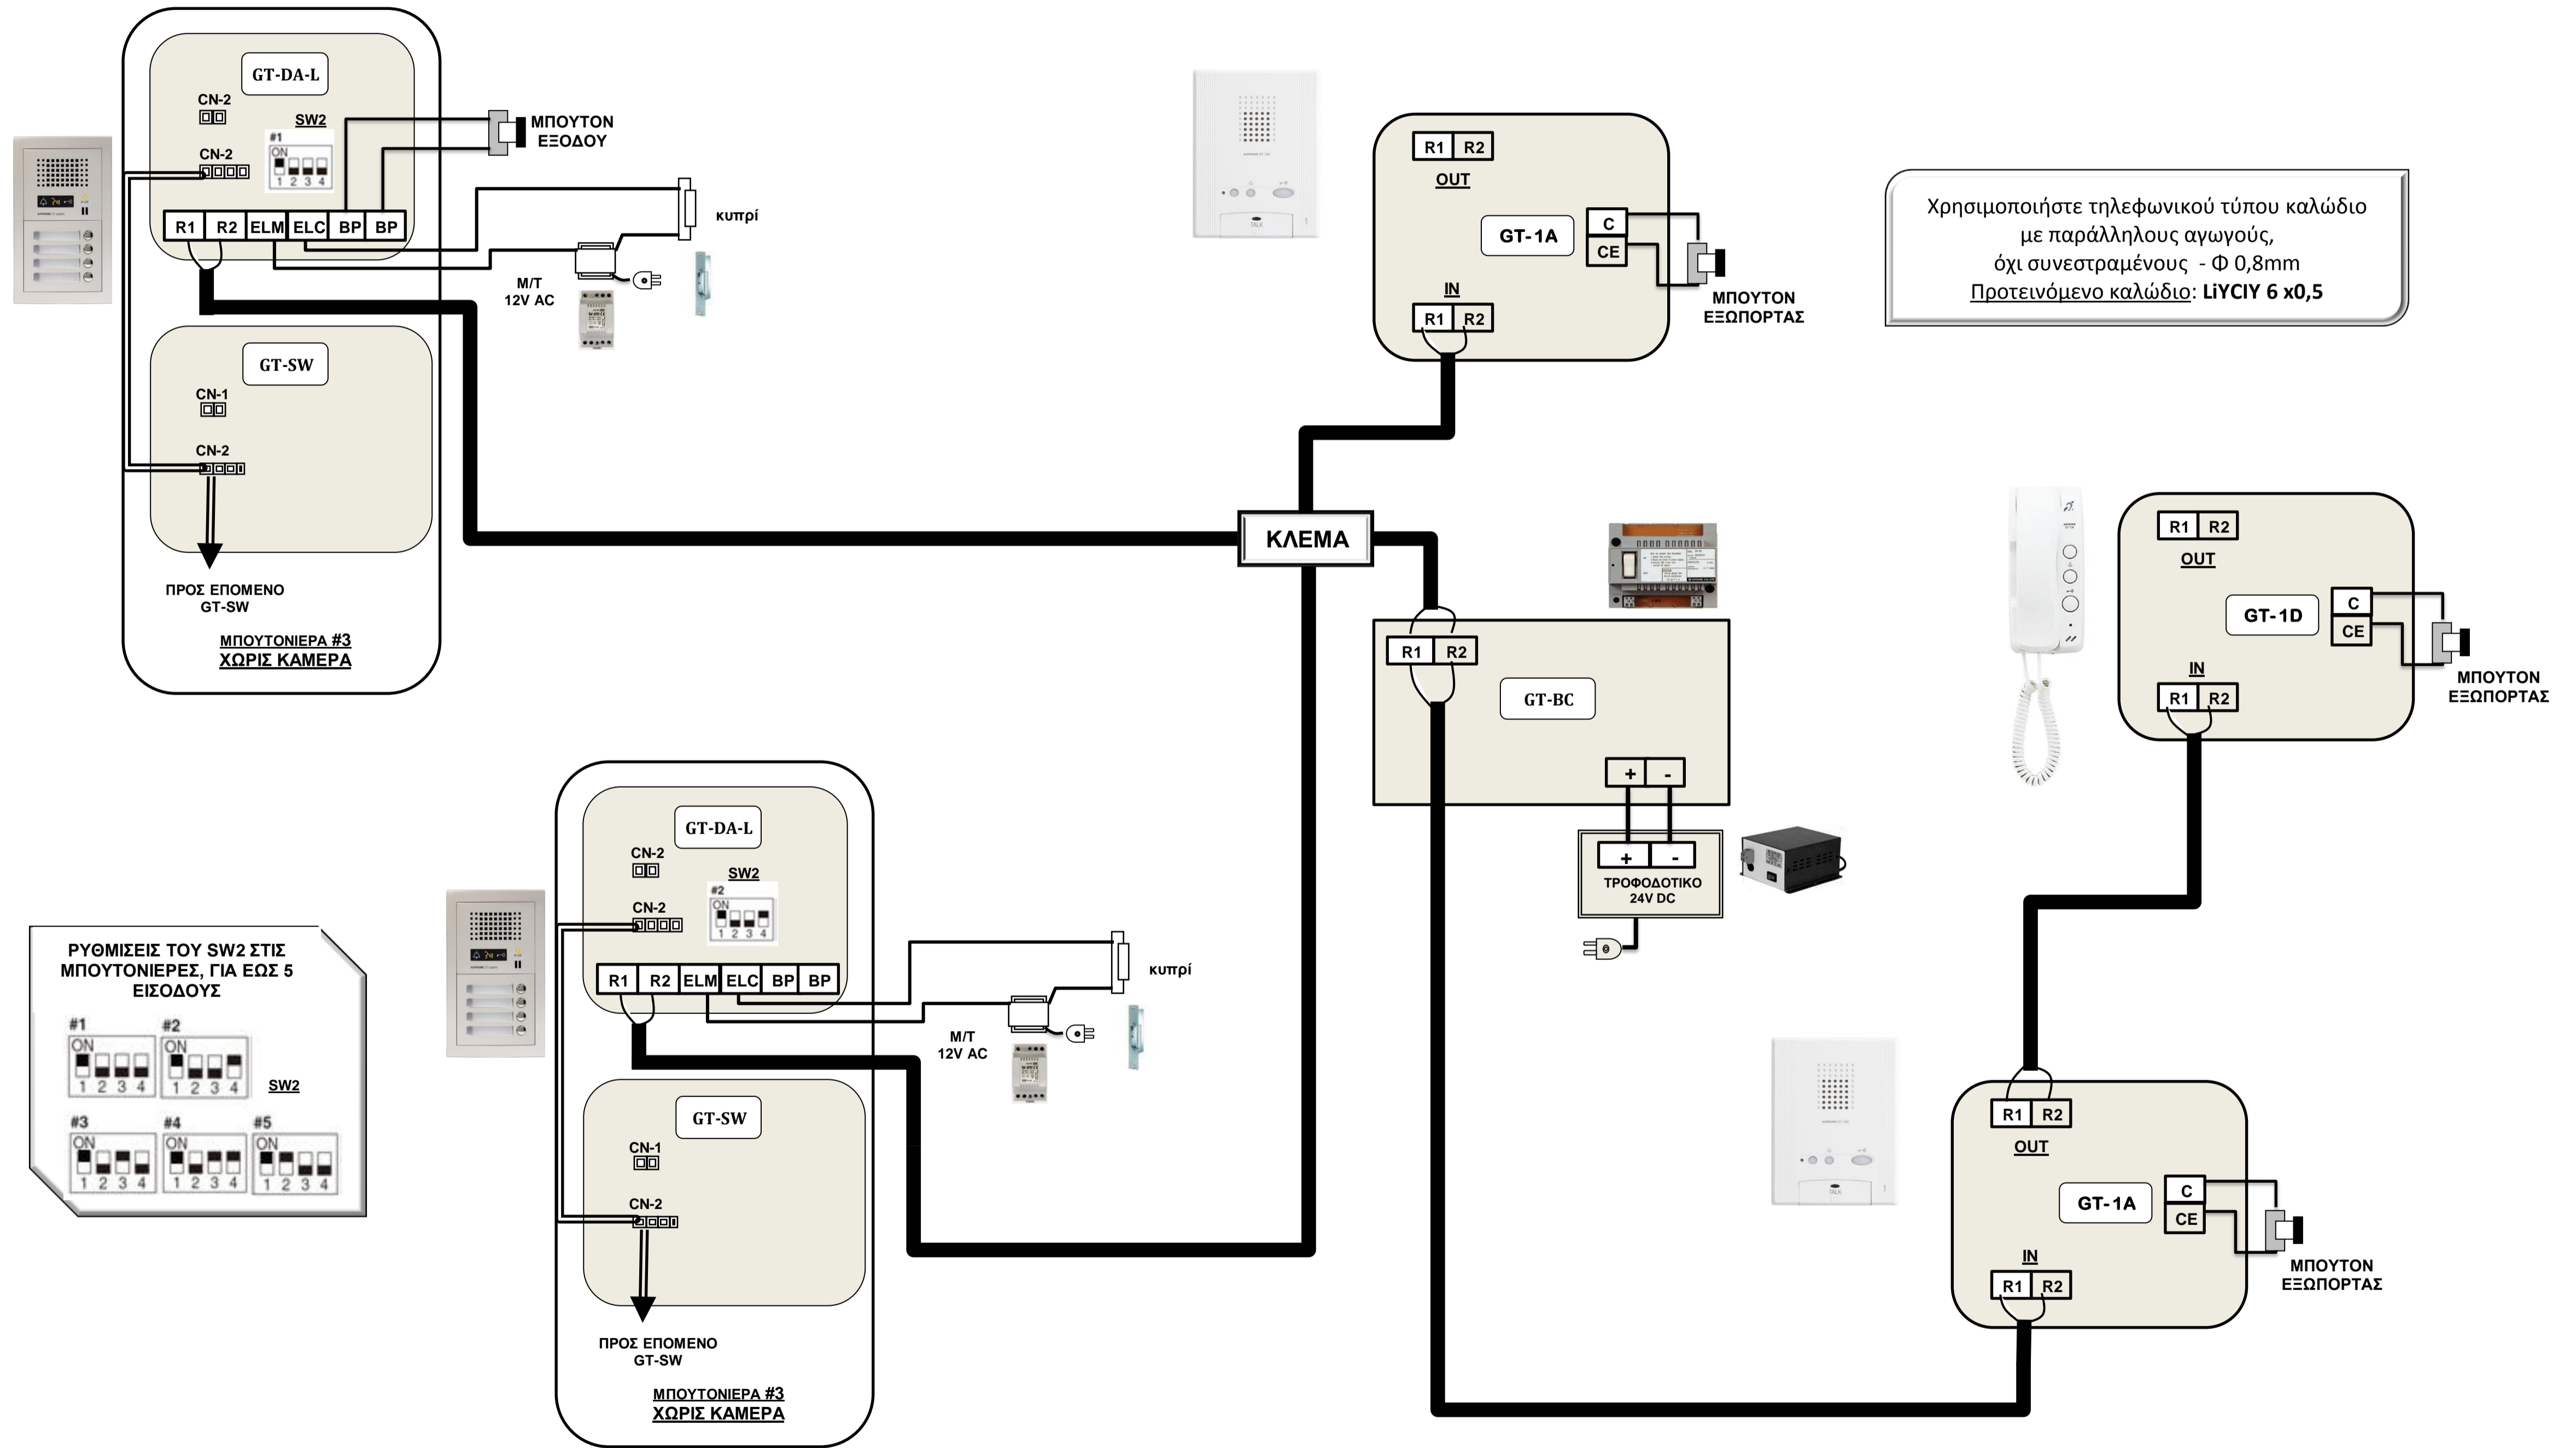 GT-DA-L
CN-2
SW2
#1
ON
1 2 3 4
CN-2
R1 R2 ELM ELC BP BP
ΜΠΟΥΤΟΝ
ΕΞΟΔΟΥ
κυπρί
Μ/Τ
12V AC
GT-SW
CN-1
CN-2
ΠΡΟΣ ΕΠΟΜΕΝΟ
GT-SW
ΜΠΟΥΤΟΝΙΕΡΑ #3
ΧΩΡΙΣ ΚΑΜΕΡΑ
TALK
R1 R2
OUT
GT-1A
C
CE
IN
R1 R2
ΜΠΟΥΤΟΝ
ΕΞΩΠΟΡΤΑΣ
Χρησιμοποιήστε τηλεφωνικού τύπου καλώδιο
με παράλληλους αγωγούς,
όχι συνεστραμένους - Φ 0,8mm
Προτεινόμενο καλώδιο: LiYCIY 6 x0,5
ΚΛΕΜΑ
R1 R2
GT-BC
+ -
+ -
ΤΡΟΦΟΔΟΤΙΚΟ
24V DC
R1 R2
OUT
GT-1D
C
CE
IN
R1 R2
ΜΠΟΥΤΟΝ
ΕΞΩΠΟΡΤΑΣ
GT-DA-L
CN-2
SW2
#2
ON
1 2 3 4
CN-2
R1 R2 ELM ELC BP BP
κυπρί
Μ/Τ
12V AC
GT-SW
CN-1
CN-2
ΠΡΟΣ ΕΠΟΜΕΝΟ
GT-SW
ΜΠΟΥΤΟΝΙΕΡΑ #3
ΧΩΡΙΣ ΚΑΜΕΡΑ
ΡΥΘΜΙΣΕΙΣ ΤΟΥ SW2 ΣΤΙΣ
ΜΠΟΥΤΟΝΙΕΡΕΣ, ΓΙΑ ΕΩΣ 5
ΕΙΣΟΔΟΥΣ
#1 #2
ON ON
1 2 3 4 1 2 3 4
SW2
#3 #4 #5
ON ON ON
1 2 3 4 1 2 3 4 1 2 3 4
TALK
R1 R2
OUT
GT-1A
C
CE
IN
R1 R2
ΜΠΟΥΤΟΝ
ΕΞΩΠΟΡΤΑΣ